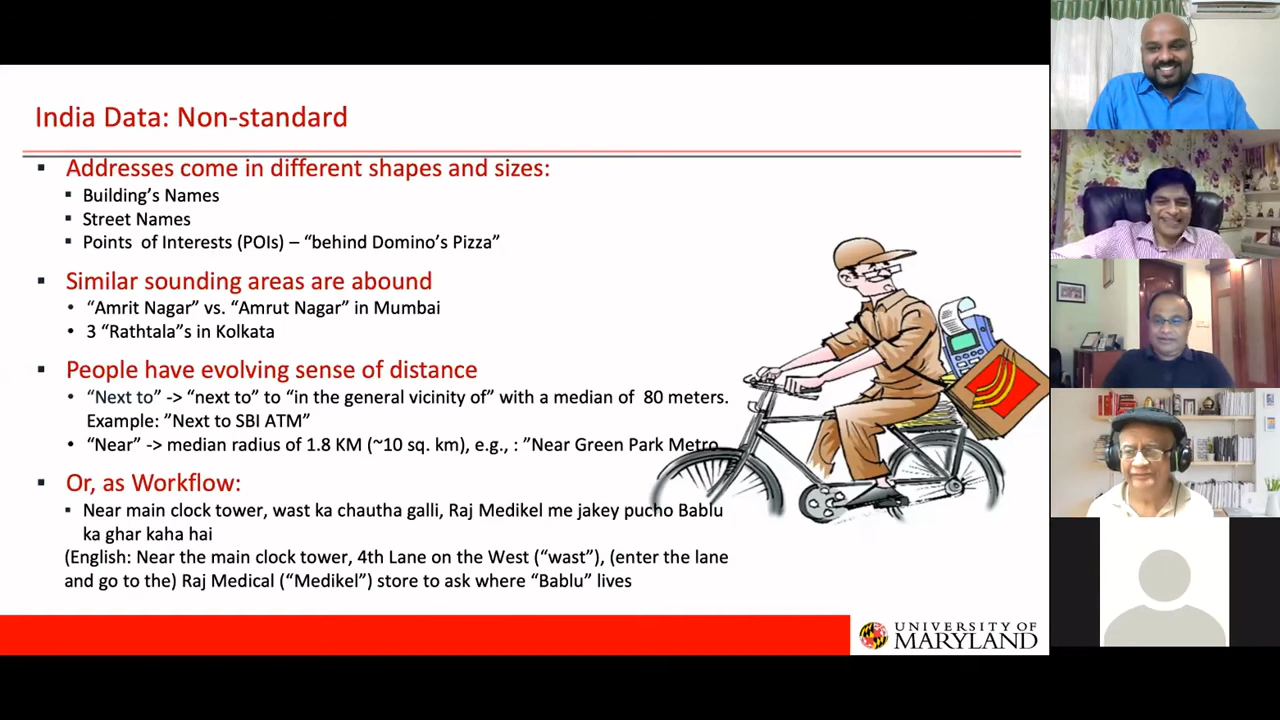 India Data: Non-standard
▪ Addresses come in different shapes and sizes:
▪ Building’s Names
▪ Street Names
▪ Points of Interests (POIs) – “behind Domino’s Pizza”
▪ Similar sounding areas are abound
• “Amrit Nagar” vs. “Amrut Nagar” in Mumbai
• 3 “Rathtala”s in Kolkata
▪ People have evolving sense of distance
• “Next to” -> “next to” to “in the general vicinity of” with a median of 80 meters.
Example: ”Next to SBI ATM”
• “Near” -> median radius of 1.8 KM (~10 sq. km), e.g., : ”Near Green Park Metro
▪ Or, as Workflow:
▪ Near main clock tower, wast ka chautha galli, Raj Medikel me jakey pucho Bablu
ka ghar kaha hai
(English: Near the main clock tower, 4th Lane on the West (“wast”), (enter the lane
and go to the) Raj Medical (“Medikel”) store to ask where “Bablu” lives
UNIVERSITY OF
MARYLAND